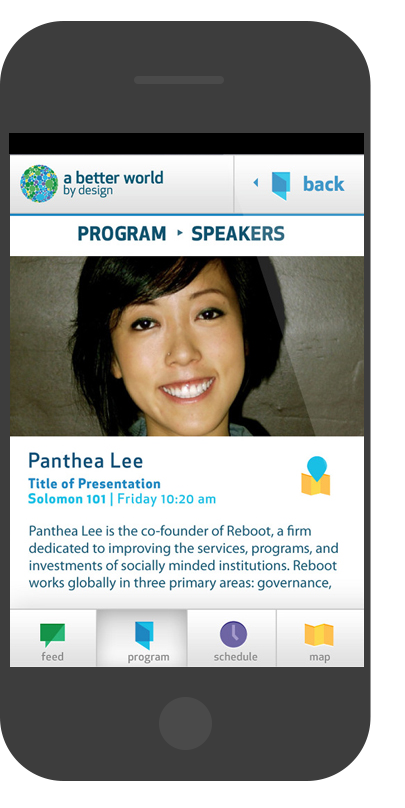 a better world
by design
back
PROGRAM ‣ SPEAKERS
Panthea Lee
Title of Presentation
Solomon 101 | Friday 10:20 am
Panthea Lee is the co-founder of Reboot, a firm
dedicated to improving the services, programs, and
investments of socially minded institutions. Reboot
works globally in three primary areas: governance,
feed
program
schedule
map